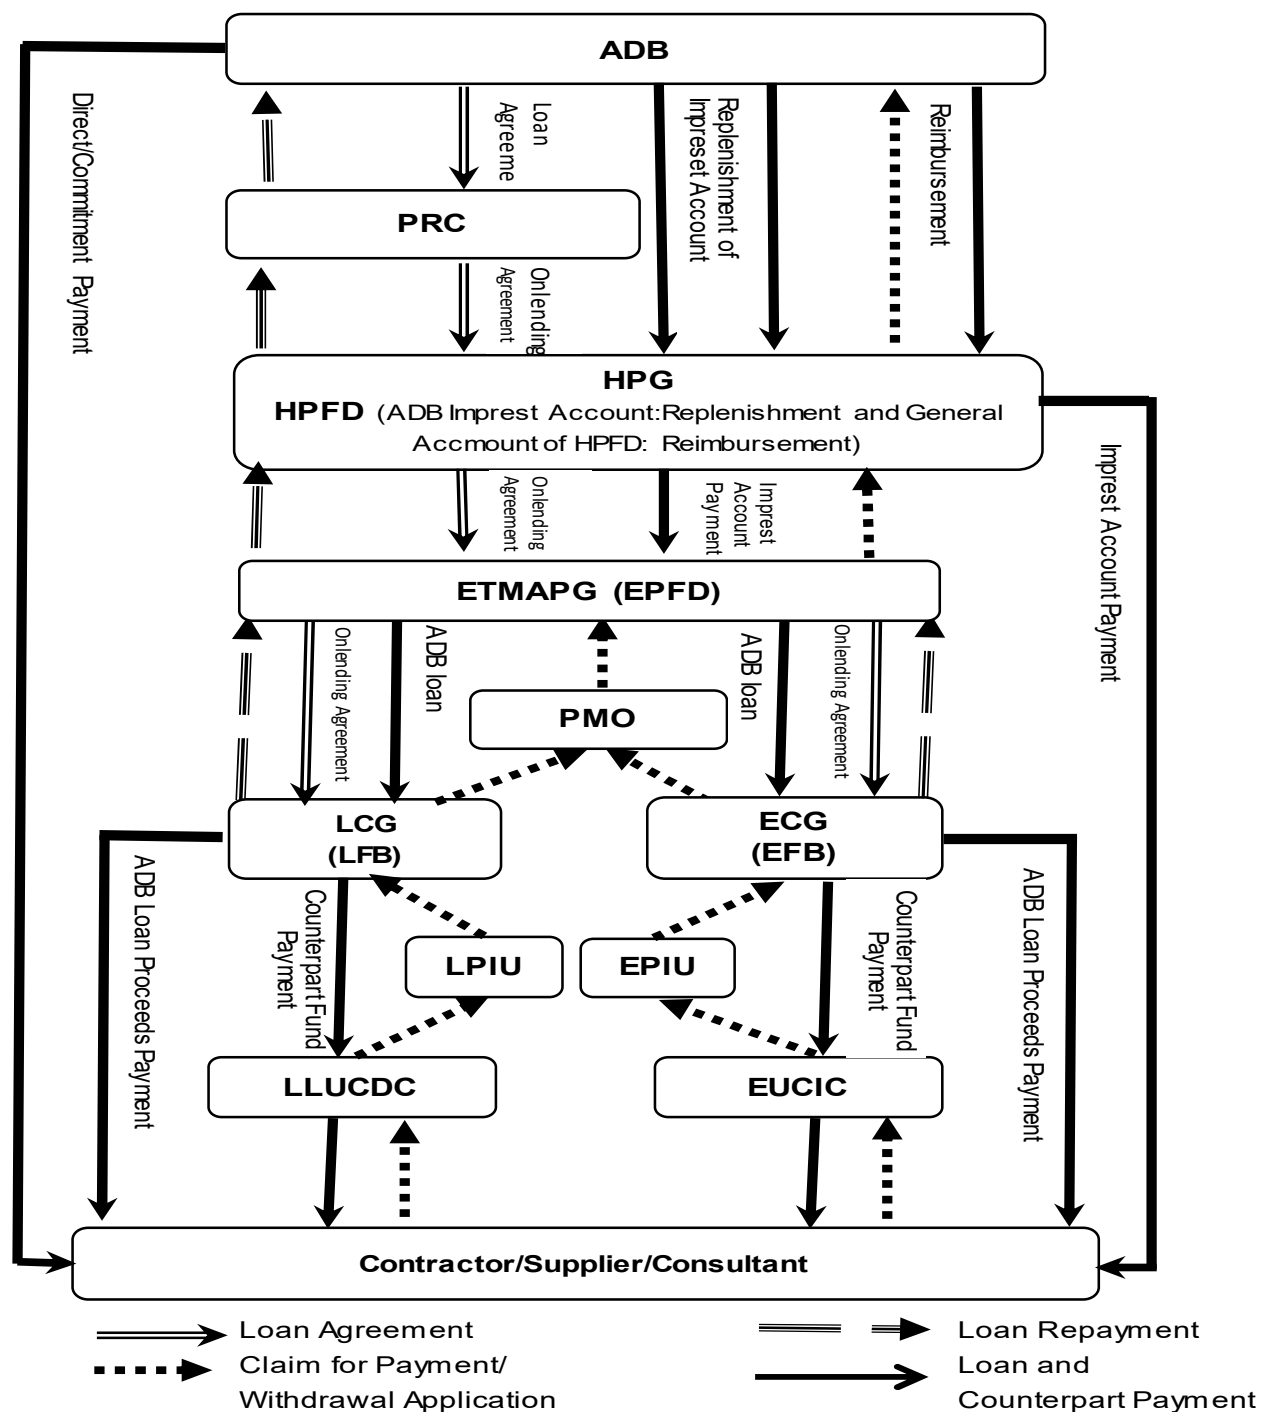 ADB
Direct/Commitment Payment
Loan
Agreeme
Replenishment of
Impreset Account
Reimbursement
PRC
Onlending
Agreement
HPG
HPFD (ADB Imprest Account:Replenishment and General
Accmount of HPFD: Reimbursement)
Onlending
Agreement
Imprest
Account
Payment
Imprest Account Payment
ETMAPG (EPFD)
Onlending Agreement
ADB loan
ADB loan
Onlending Agreement
PMO
LCG
(LFB)
ECG
(EFB)
ADB Loan Proceeds Payment
Counterpart Fund
Payment
LPIU
EPIU
Counterpart Fund
Payment
ADB Loan Proceeds Payment
LLUCDC
EUCIC
Contractor/Supplier/Consultant
Loan Agreement
Claim for Payment/
Withdrawal Application
Loan Repayment
Loan and
Counterpart Payment